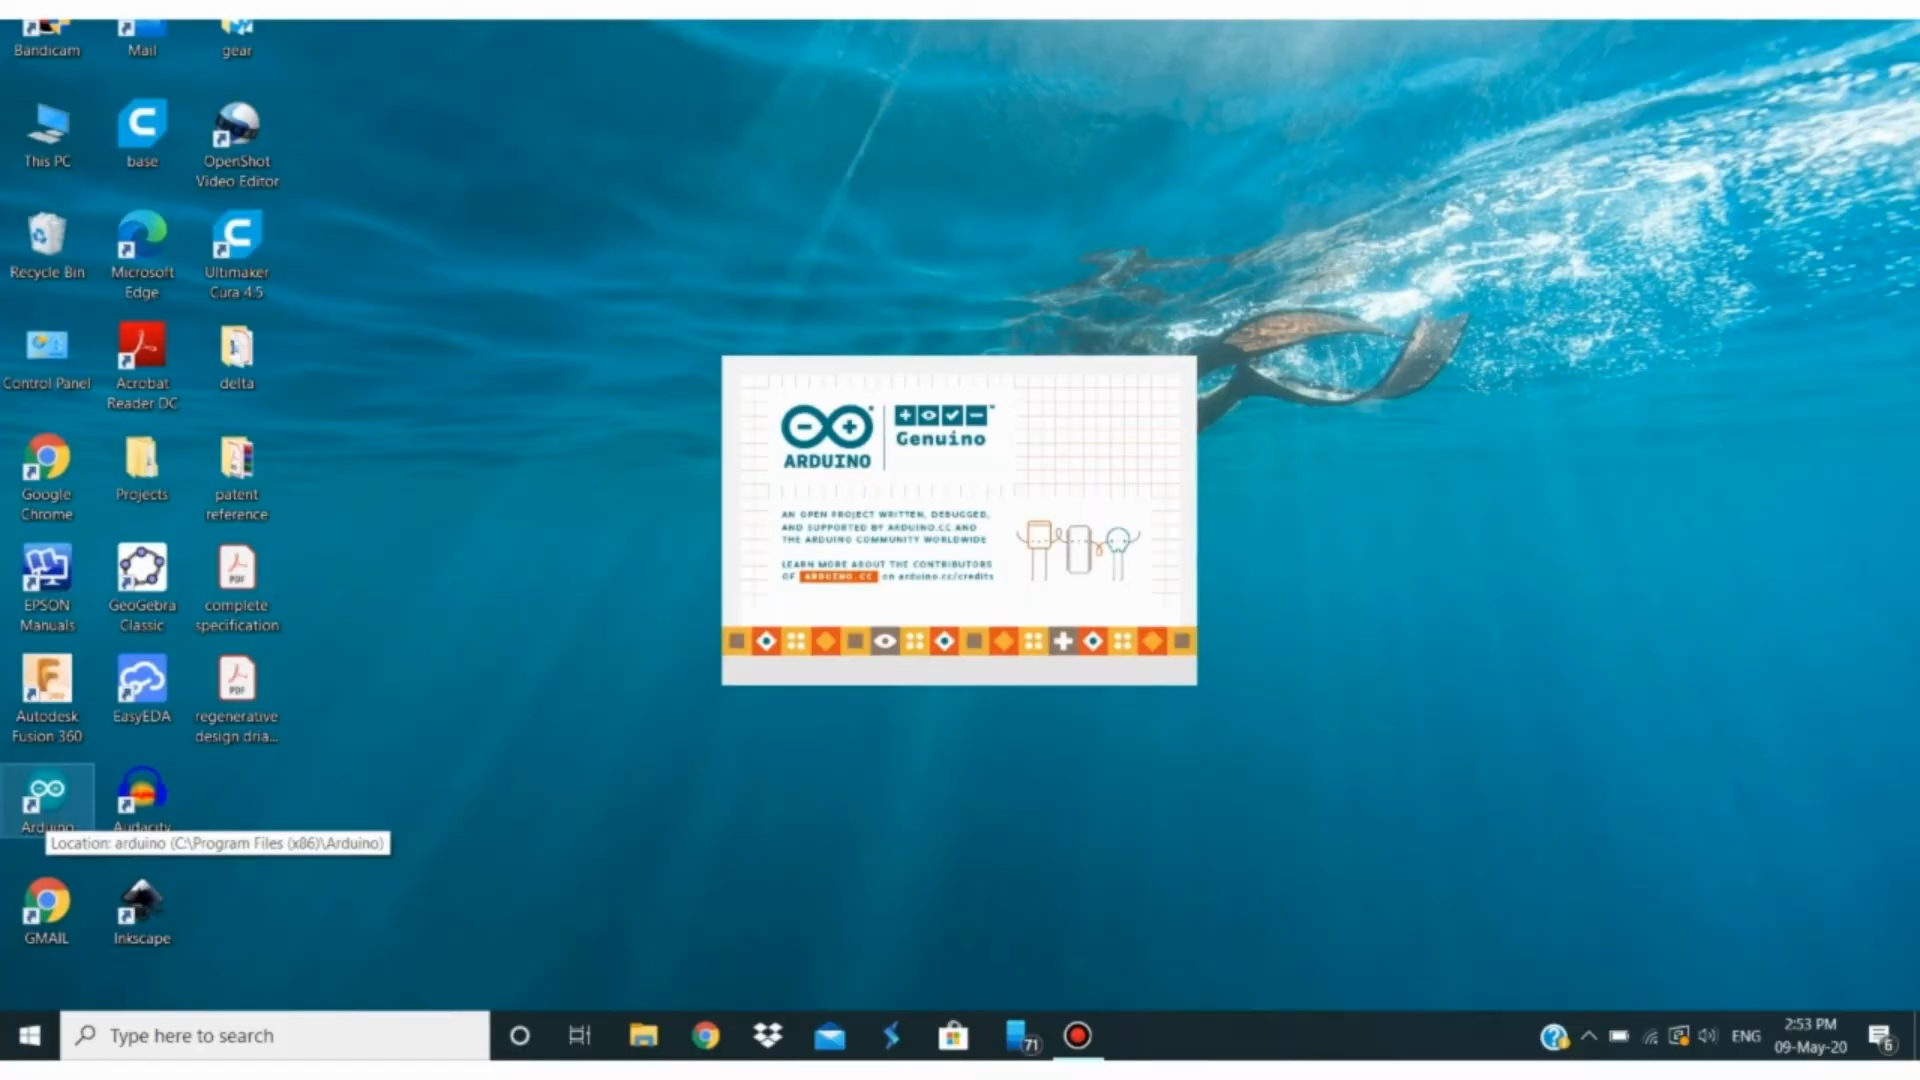 Bandicam
Mail
gear
This PC
base
OpenShot
Video Editor
Recycle Bin
Microsoft
Edge
Ultimaker
Cura 4.5
Control Panel
Acrobat
Reader DC
delta
Google
Chrome
Projects
patent
reference
EPSON
Manuals
GeoGebra
Classic
PDF
complete
specification
Autodesk
Fusion 360
EasyEDA
PDF
regenerative
design dria...
Arduino
Audacity
Location: arduino (C:\Program Files (x86)\Arduino)
GMAIL
Inkscape
ARDUINO
Genuino
AN OPEN PROJECT WRITTEN, DEBUGGED,
AND SUPPORTED BY ARDUINO.CC AND
THE ARDUINO COMMUNITY WORLDWIDE
LEARN MORE ABOUT THE CONTRIBUTORS
OF ARDUINO.CC on arduino.cc/credits
Type here to search
71
ENG
2:53 PM
09-May-20
6